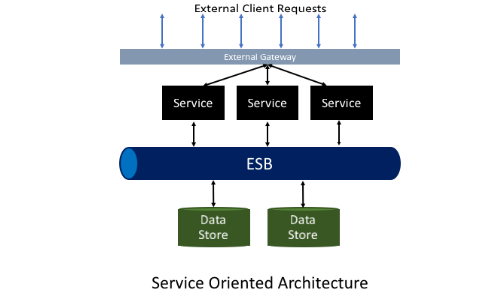 External Client Requests
External Gateway
Service Service Service
ESB
Data Data
Store Store
Service Oriented Architecture